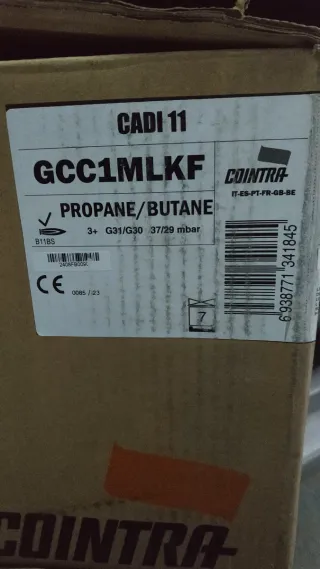 CADI 11
GCC1MLKF
COINTRA
IT-ES-PT-FR-GB-BE
PROPANE/BUTANE
3+ G31/G30 37/29 mbar
B11BS
CE
0085 / 23
7
6 938771 341845
COINTRA